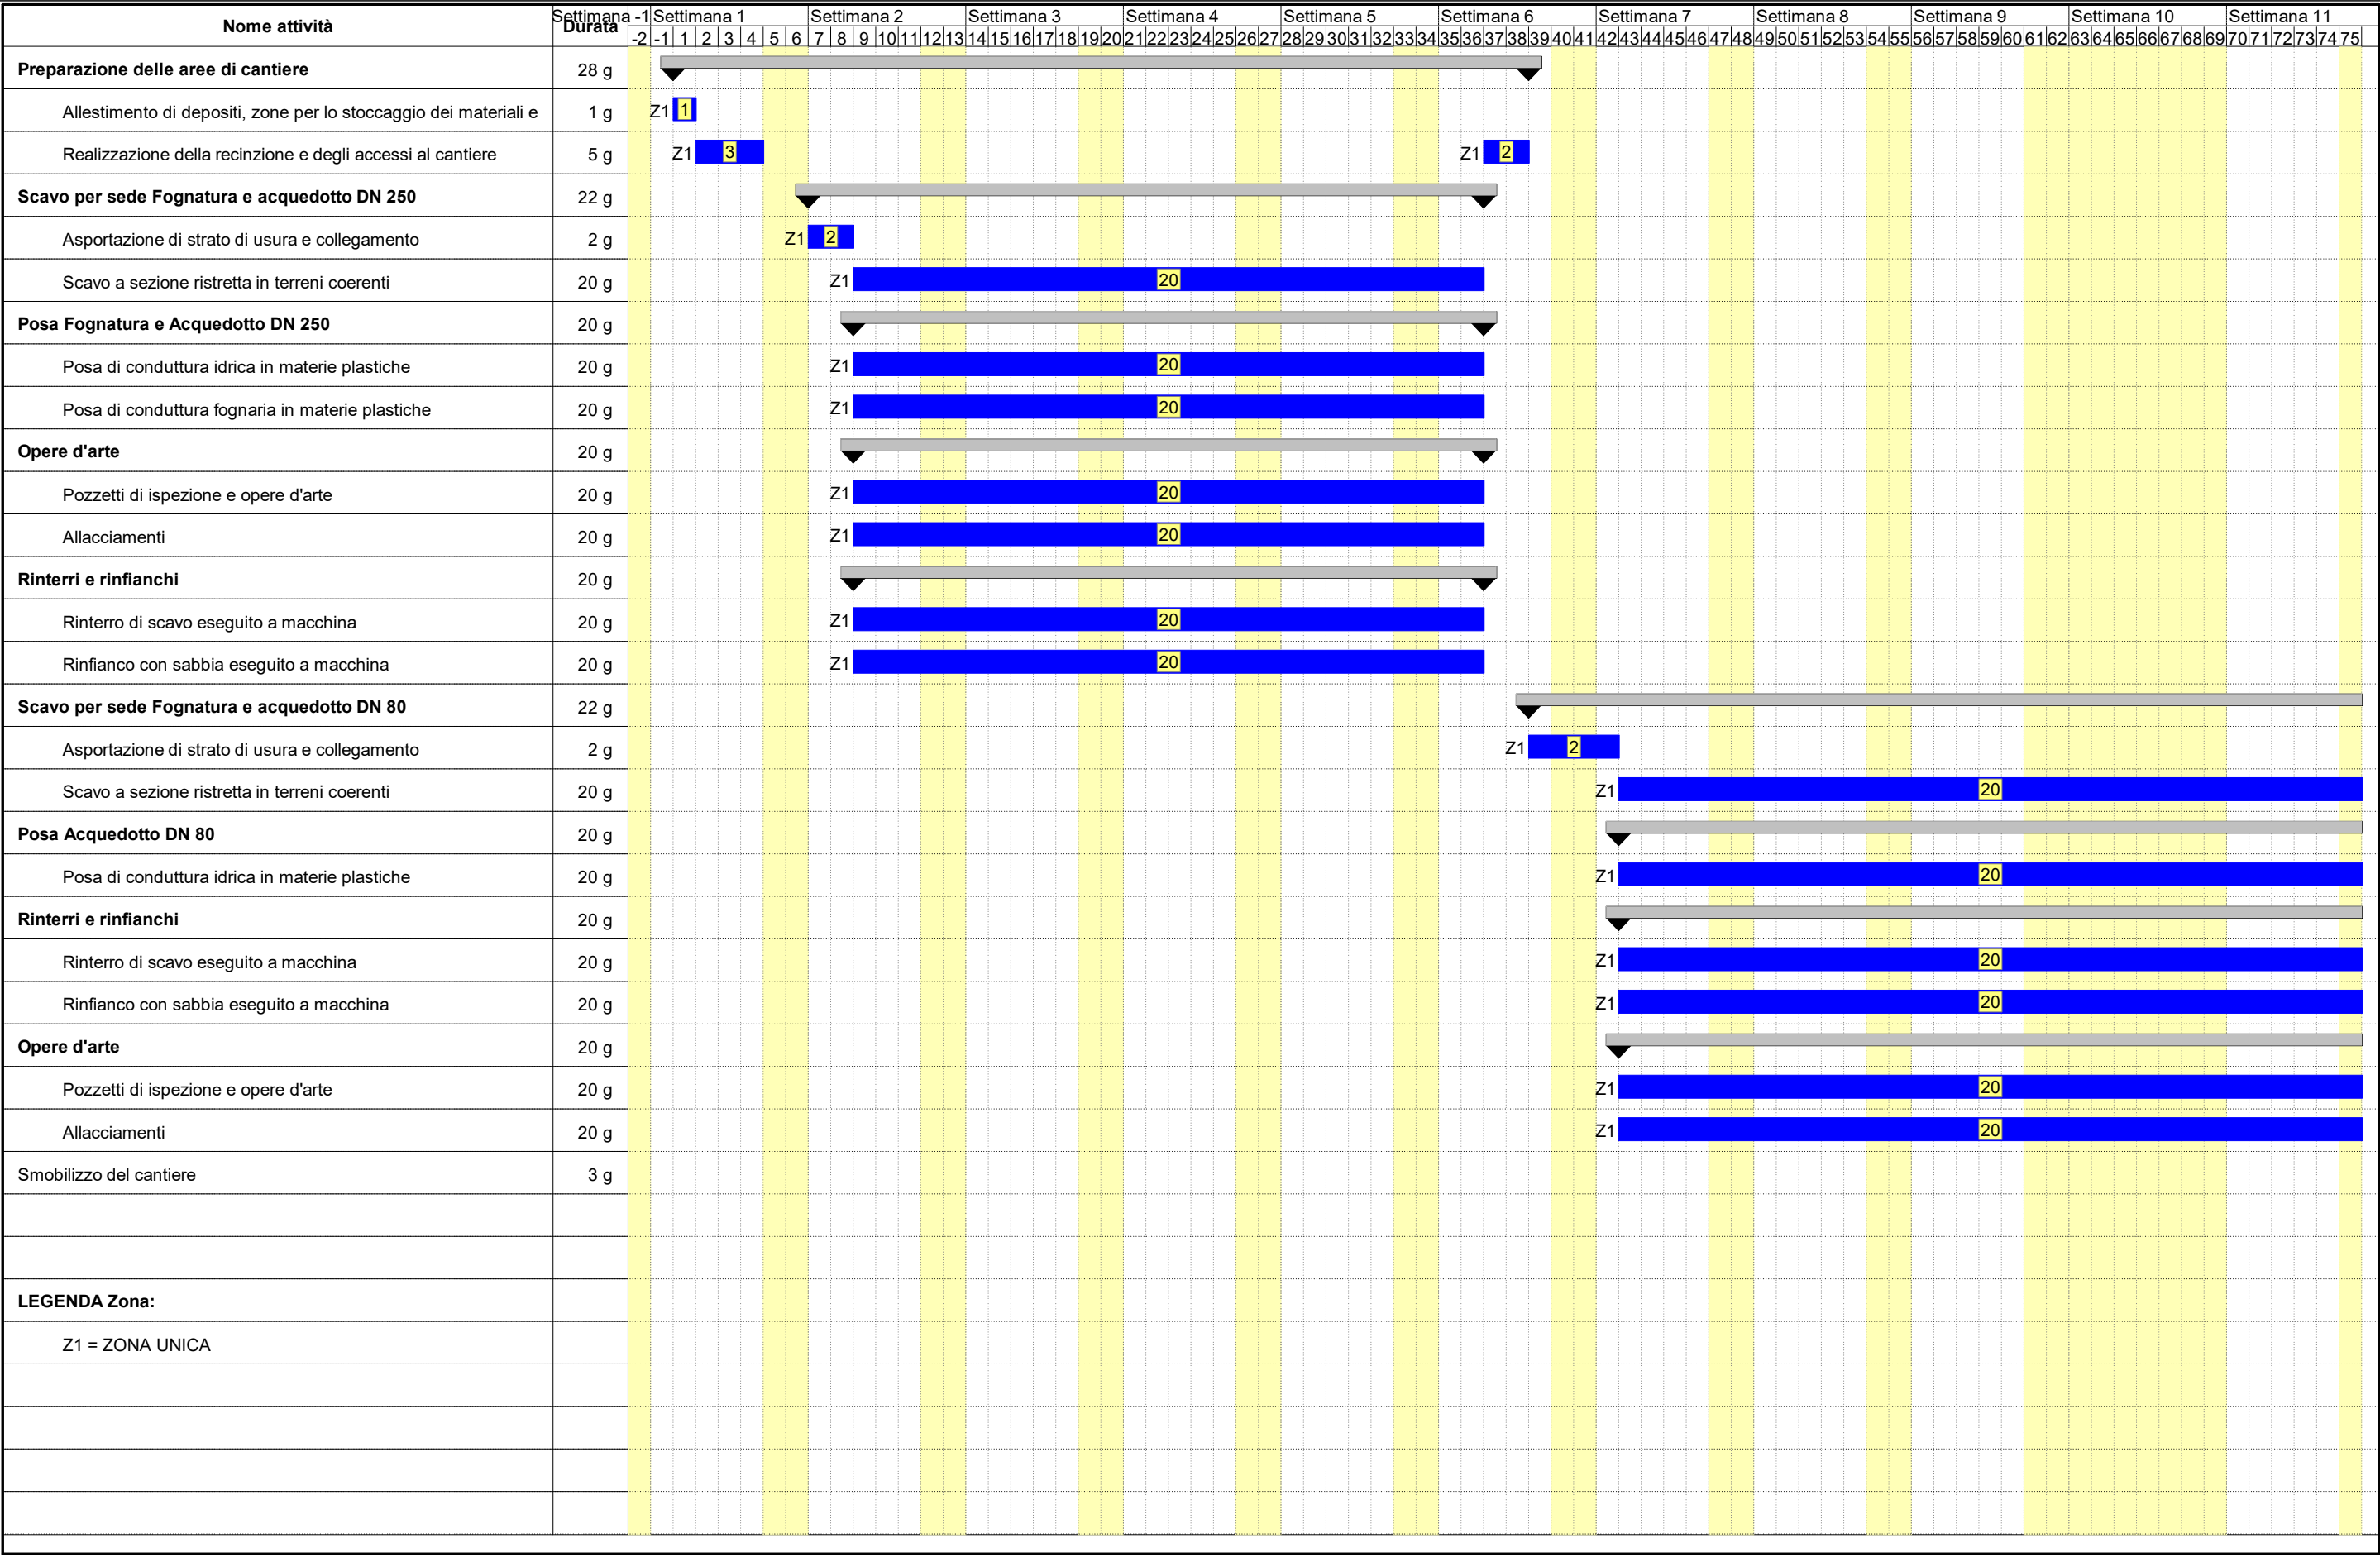 Nome attività Durata Settimana -1 Settimana 1 Settimana 2 Settimana 3 Settimana 4 Settimana 5 Settimana 6 Settimana 7 Settimana 8 Settimana 9 Settimana 10 Settimana 11
-2 -1 1 2 3 4 5 6 7 8 9 10 11 12 13 14 15 16 17 18 19 20 21 22 23 24 25 26 27 28 29 30 31 32 33 34 35 36 37 38 39 40 41 42 43 44 45 46 47 48 49 50 51 52 53 54 55 56 57 58 59 60 61 62 63 64 65 66 67 68 69 70 71 72 73 74 75
Preparazione delle aree di cantiere 28 g
Allestimento di depositi, zone per lo stoccaggio dei materiali e 1 g Z1 1
Realizzazione della recinzione e degli accessi al cantiere 5 g Z1 3 Z1 2
Scavo per sede Fognatura e acquedotto DN 250 22 g
Asportazione di strato di usura e collegamento 2 g Z1 2
Scavo a sezione ristretta in terreni coerenti 20 g Z1 20
Posa Fognatura e Acquedotto DN 250 20 g
Posa di conduttura idrica in materie plastiche 20 g Z1 20
Posa di conduttura fognaria in materie plastiche 20 g Z1 20
Opere d'arte 20 g
Pozzetti di ispezione e opere d'arte 20 g Z1 20
Allacciamenti 20 g Z1 20
Rinterri e rinfianchi 20 g
Rinterro di scavo eseguito a macchina 20 g Z1 20
Rinfianco con sabbia eseguito a macchina 20 g Z1 20
Scavo per sede Fognatura e acquedotto DN 80 22 g
Asportazione di strato di usura e collegamento 2 g Z1 2
Scavo a sezione ristretta in terreni coerenti 20 g Z1 20
Posa Acquedotto DN 80 20 g
Posa di conduttura idrica in materie plastiche 20 g Z1 20
Rinterri e rinfianchi 20 g
Rinterro di scavo eseguito a macchina 20 g Z1 20
Rinfianco con sabbia eseguito a macchina 20 g Z1 20
Opere d'arte 20 g
Pozzetti di ispezione e opere d'arte 20 g Z1 20
Allacciamenti 20 g Z1 20
Smobilizzo del cantiere 3 g
LEGENDA Zona:
Z1 = ZONA UNICA